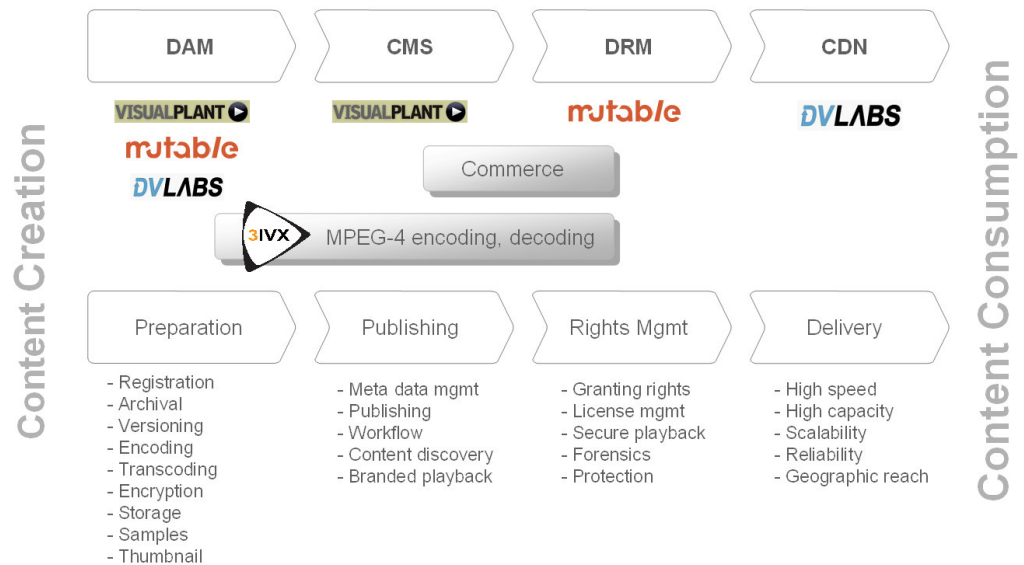 Content Creation
DAM
CMS
DRM
CDN
VISUALPLANT
mutable
DVLABS
VISUALPLANT
mutable
DVLABS
Commerce
3IVX
MPEG-4 encoding, decoding
Preparation
- Registration
- Archival
- Versioning
- Encoding
- Transcoding
- Encryption
- Storage
- Samples
- Thumbnail
Publishing
- Meta data mgmt
- Publishing
- Workflow
- Content discovery
- Branded playback
Rights Mgmt
- Granting rights
- License mgmt
- Secure playback
- Forensics
- Protection
Delivery
- High speed
- High capacity
- Scalability
- Reliability
- Geographic reach
Content Consumption